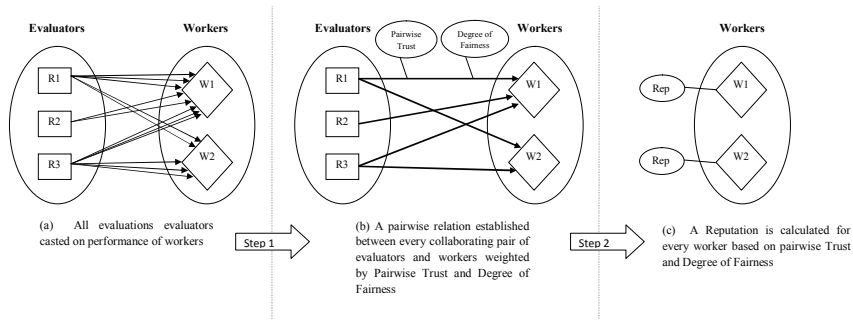 Evaluators
Workers
R1
R2
R3
W1
W2
(a) All evaluations evaluators
casted on performance of workers
Step 1
Evaluators
Workers
Pairwise
Trust
Degree of
Fairness
R1
R2
R3
W1
W2
(b) A pairwise relation established
between every collaborating pair of
evaluators and workers weighted
by Pairwise Trust and Degree of
Fairness
Step 2
Workers
Rep
W1
Rep
W2
(c) A Reputation is calculated for
every worker based on pairwise Trust
and Degree of Fairness